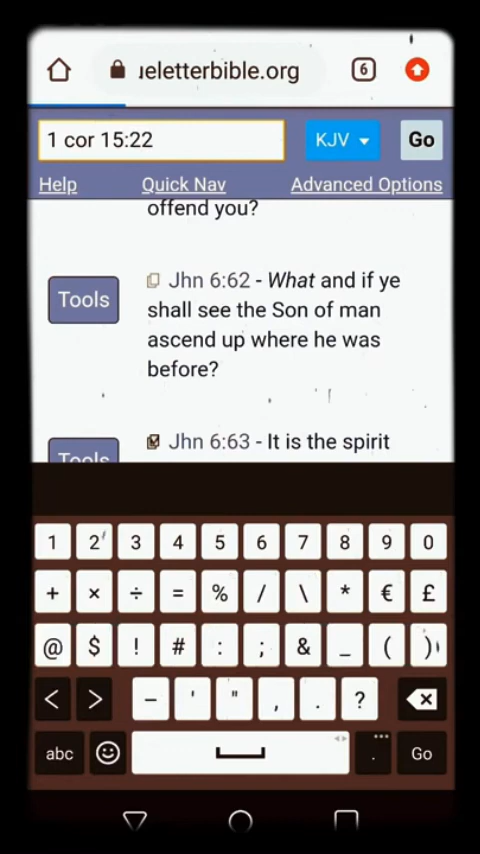 ueletterbible.org
6
1 cor 15:22
KJV
Go
Help
Quick Nav
Advanced Options
offend you?
Tools
Jhn 6:62 - What and if ye
shall see the Son of man
ascend up where he was
before?
Tools
Jhn 6:63 - It is the spirit
1 2 3 4 5 6 7 8 9 0
+ × ÷ = % / \ * € £
@ $ ! # : ; & _ ( )
< > – ' " , . ?
abc . Go